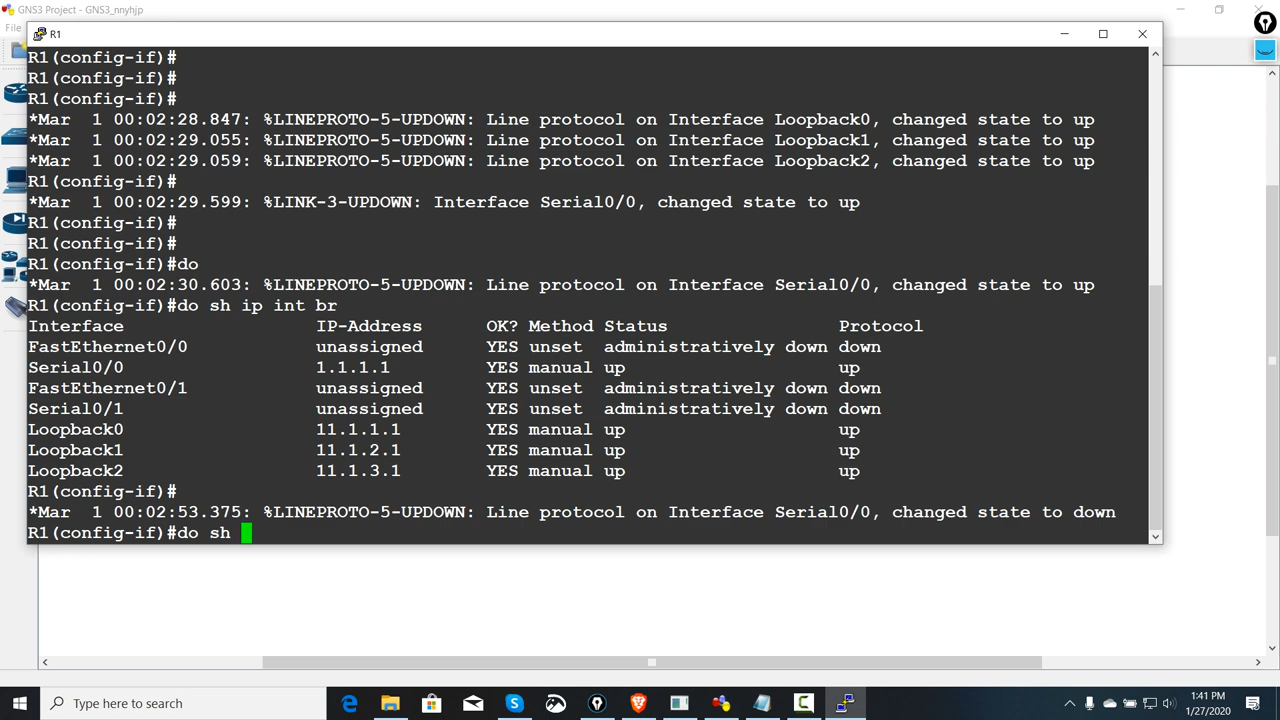 GNS3 Project - GNS3_nnyhjp
File
R1
R1(config-if)#
R1(config-if)#
R1(config-if)#
*Mar  1 00:02:28.847: %LINEPROTO-5-UPDOWN: Line protocol on Interface Loopback0, changed state to up
*Mar  1 00:02:29.055: %LINEPROTO-5-UPDOWN: Line protocol on Interface Loopback1, changed state to up
*Mar  1 00:02:29.059: %LINEPROTO-5-UPDOWN: Line protocol on Interface Loopback2, changed state to up
R1(config-if)#
*Mar  1 00:02:29.599: %LINK-3-UPDOWN: Interface Serial0/0, changed state to up
R1(config-if)#
R1(config-if)#
R1(config-if)#do
*Mar  1 00:02:30.603: %LINEPROTO-5-UPDOWN: Line protocol on Interface Serial0/0, changed state to up
R1(config-if)#do sh ip int br
Interface IP-Address OK? Method Status Protocol
FastEthernet0/0 unassigned YES unset administratively down down
Serial0/0 1.1.1.1 YES manual up up
FastEthernet0/1 unassigned YES unset administratively down down
Serial0/1 unassigned YES unset administratively down down
Loopback0 11.1.1.1 YES manual up up
Loopback1 11.1.2.1 YES manual up up
Loopback2 11.1.3.1 YES manual up up
R1(config-if)#
*Mar  1 00:02:53.375: %LINEPROTO-5-UPDOWN: Line protocol on Interface Serial0/0, changed state to down
R1(config-if)#do sh
Type here to search
1:41 PM
1/27/2020